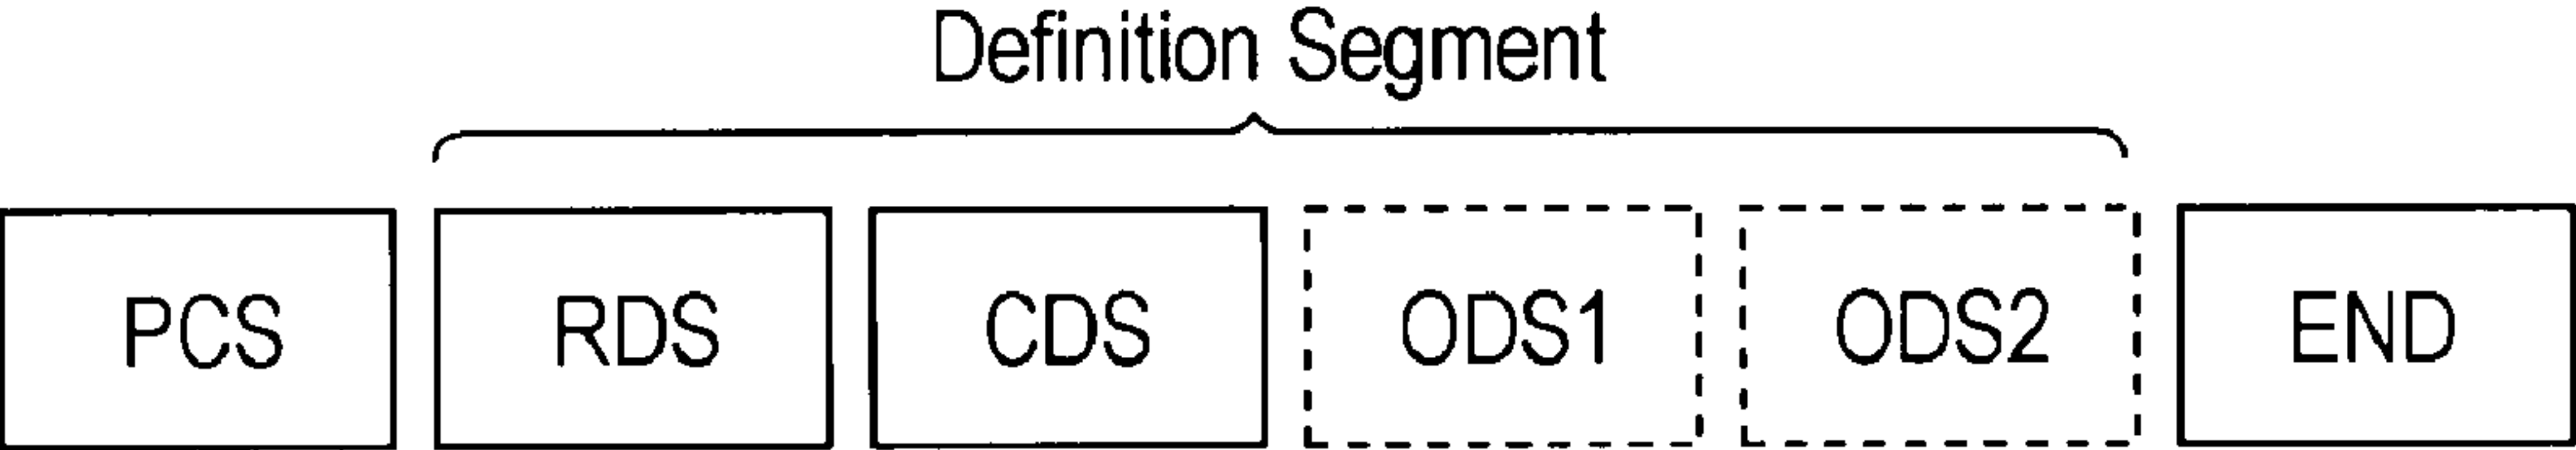 Definition Segment
PCS RDS CDS ODS1 ODS2 END